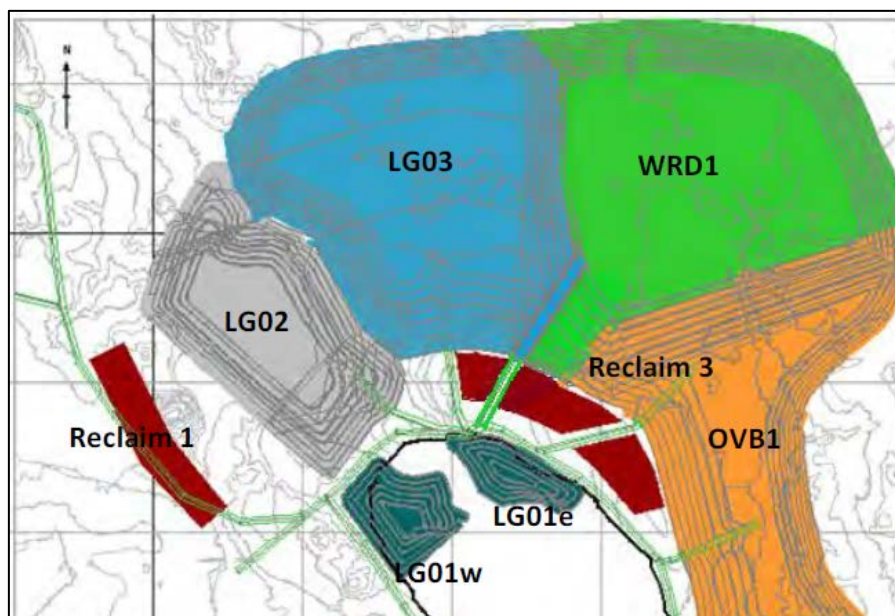 N
LG03
WRD1
LG02
Reclaim 3
Reclaim 1
OVB1
LG01e
LG01w